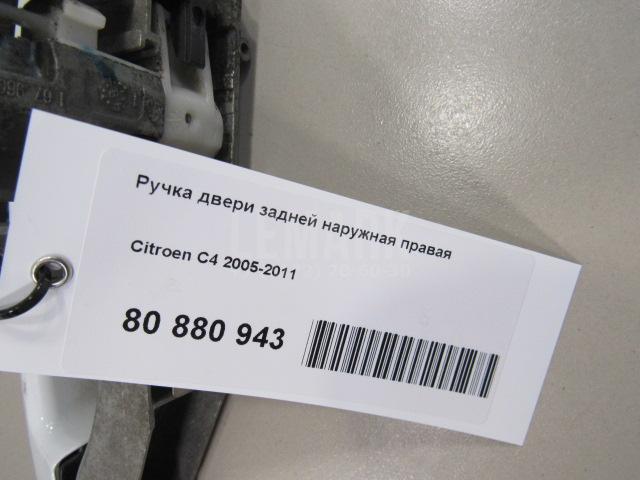 Ручка двери задней наружная правая
Citroen C4 2005-2011
80 880 943